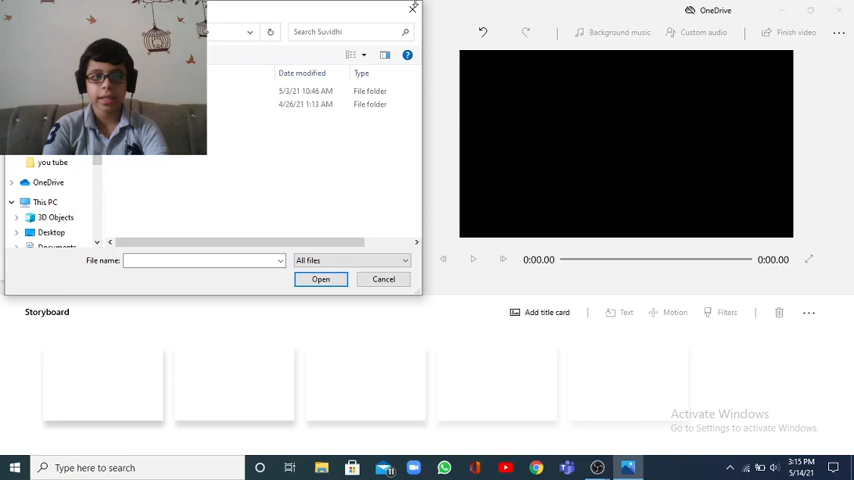 OneDrive
Search Suvidhi
Background music
Custom audio
Finish video
Date modified
Type
5/3/21 10:46 AM
File folder
4/26/21 1:13 AM
File folder
you tube
OneDrive
This PC
3D Objects
Desktop
Documents
File name:
All files
Open
Cancel
0:00.00
0:00.00
Storyboard
Add title card
Text
Motion
Filters
Activate Windows
Go to Settings to activate Windows.
Type here to search
3:15 PM
5/14/21